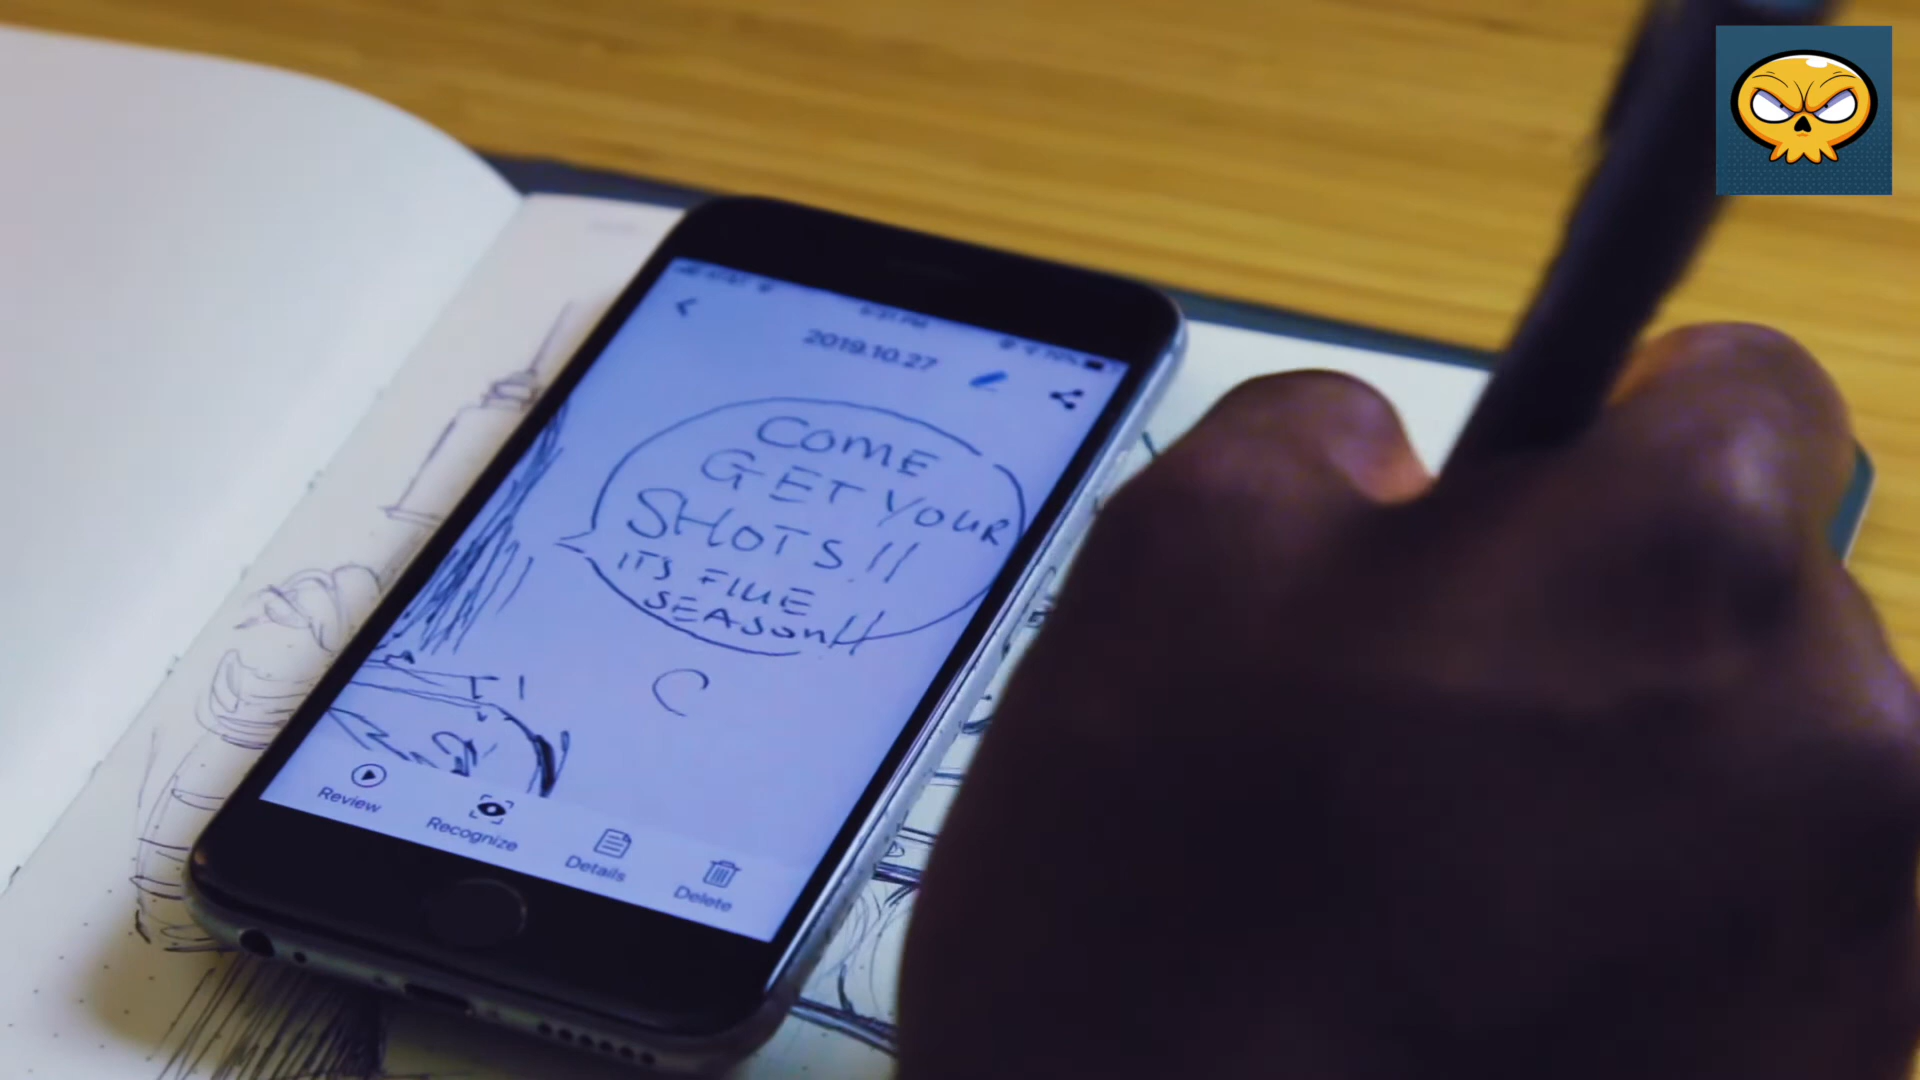 2019.10.27
COME
GET YOUR
SHOTS!!
ITS FLUE
SEASON!!
Review
Recognize
Details
Delete